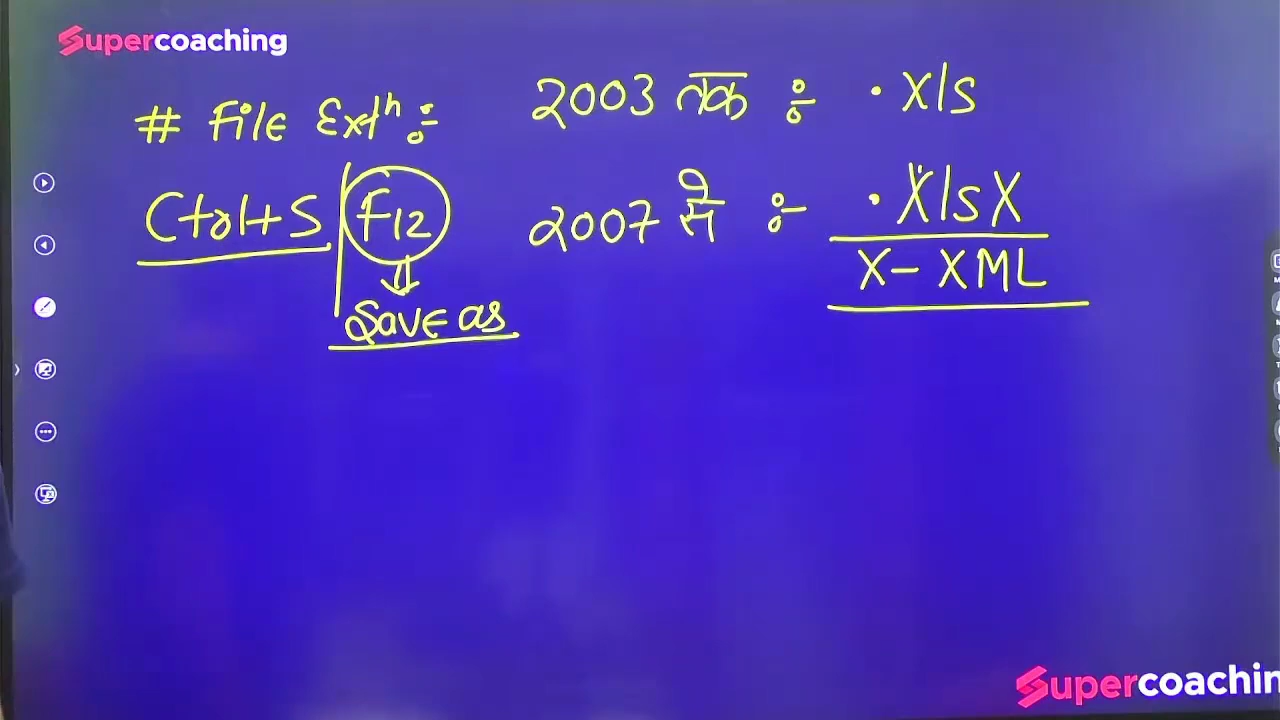 Supercoaching
# File Extn :-
Ctrl+S | F12
Save as
2003 तक :- .Xls
2007 से :- .XlsX
X- XML
Supercoachin